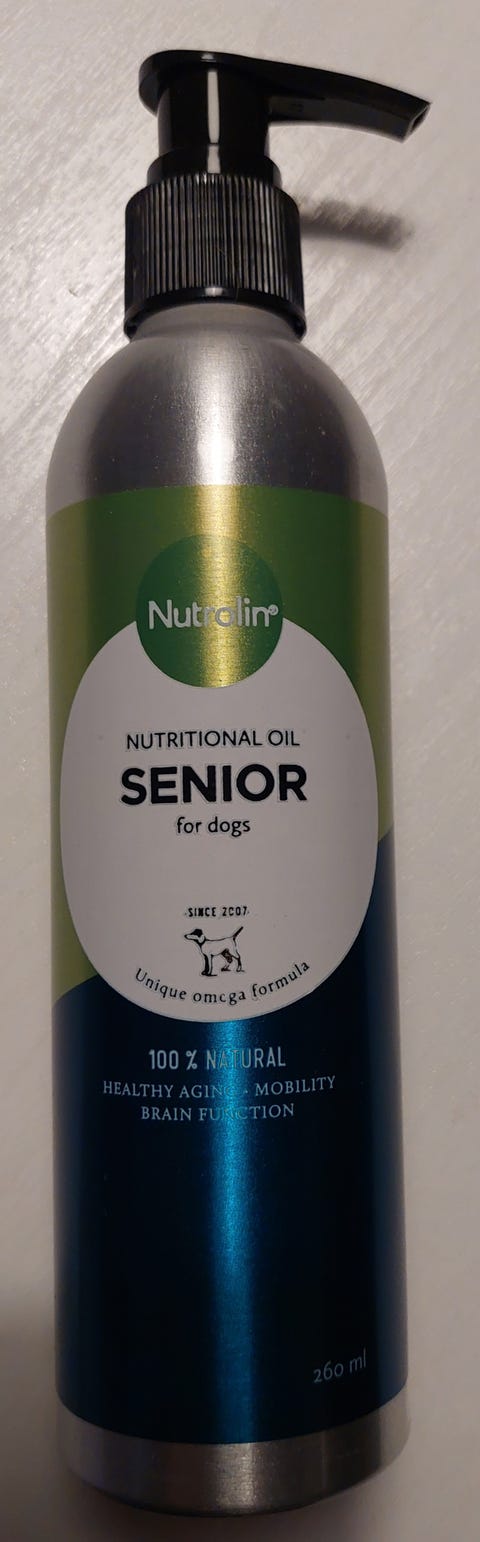 Nutrolin®
NUTRITIONAL OIL
SENIOR
for dogs
·SINCE 2007·
Unique omega formula
100 % NATURAL
HEALTHY AGING · MOBILITY
BRAIN FUNCTION
260 ml